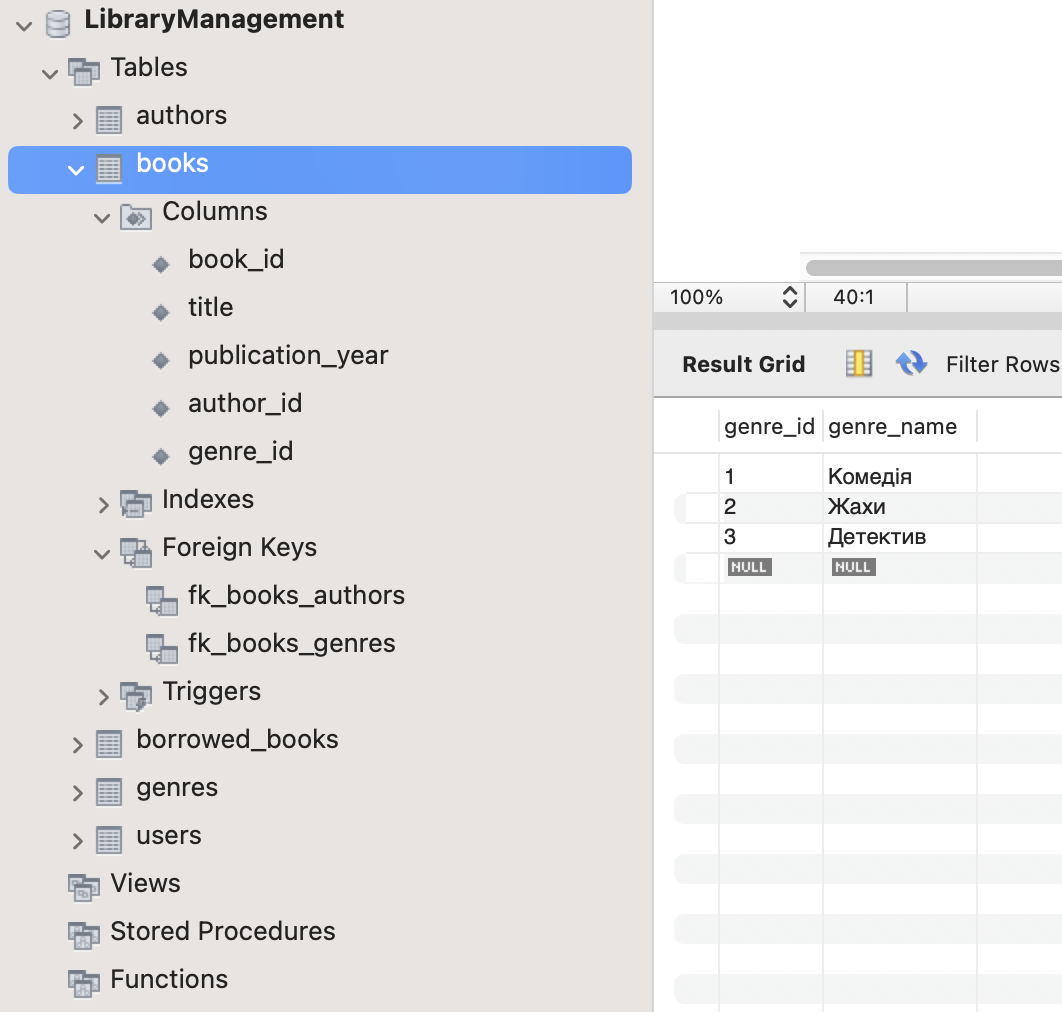 LibraryManagement
Tables
authors
books
Columns
book_id
title
publication_year
author_id
genre_id
Indexes
Foreign Keys
fk_books_authors
fk_books_genres
Triggers
borrowed_books
genres
users
Views
Stored Procedures
Functions
100% 40:1
Result Grid Filter Rows
genre_id genre_name
1 Комедія
2 Жахи
3 Детектив
NULL NULL